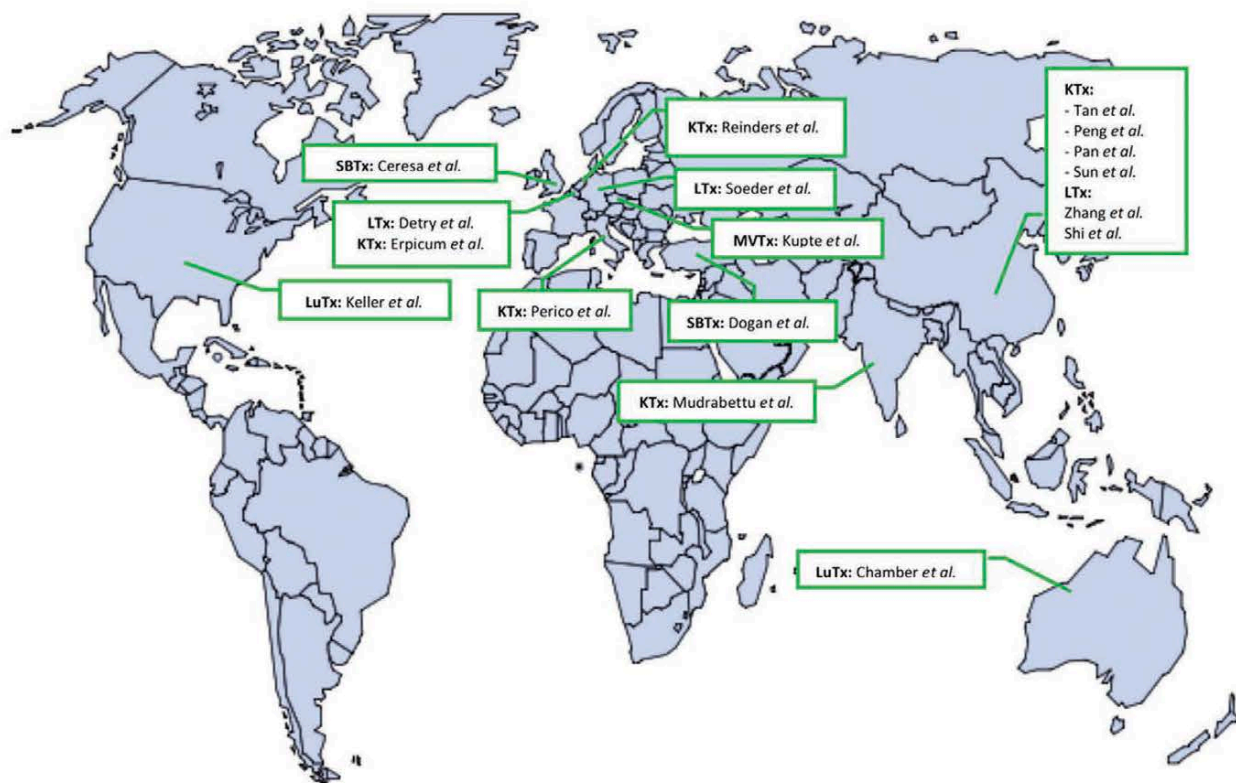 KTx: Reinders et al.
SBTx: Ceresa et al.
LTx: Soeder et al.
LTx: Detry et al.
KTx: Erpicum et al.
MVTx: Kupte et al.
LuTx: Keller et al.
KTx: Perico et al.
SBTx: Dogan et al.
KTx: Mudrabettu et al.
KTx:
- Tan et al.
- Peng et al.
- Pan et al.
- Sun et al.
LTx:
Zhang et al.
Shi et al.
LuTx: Chamber et al.